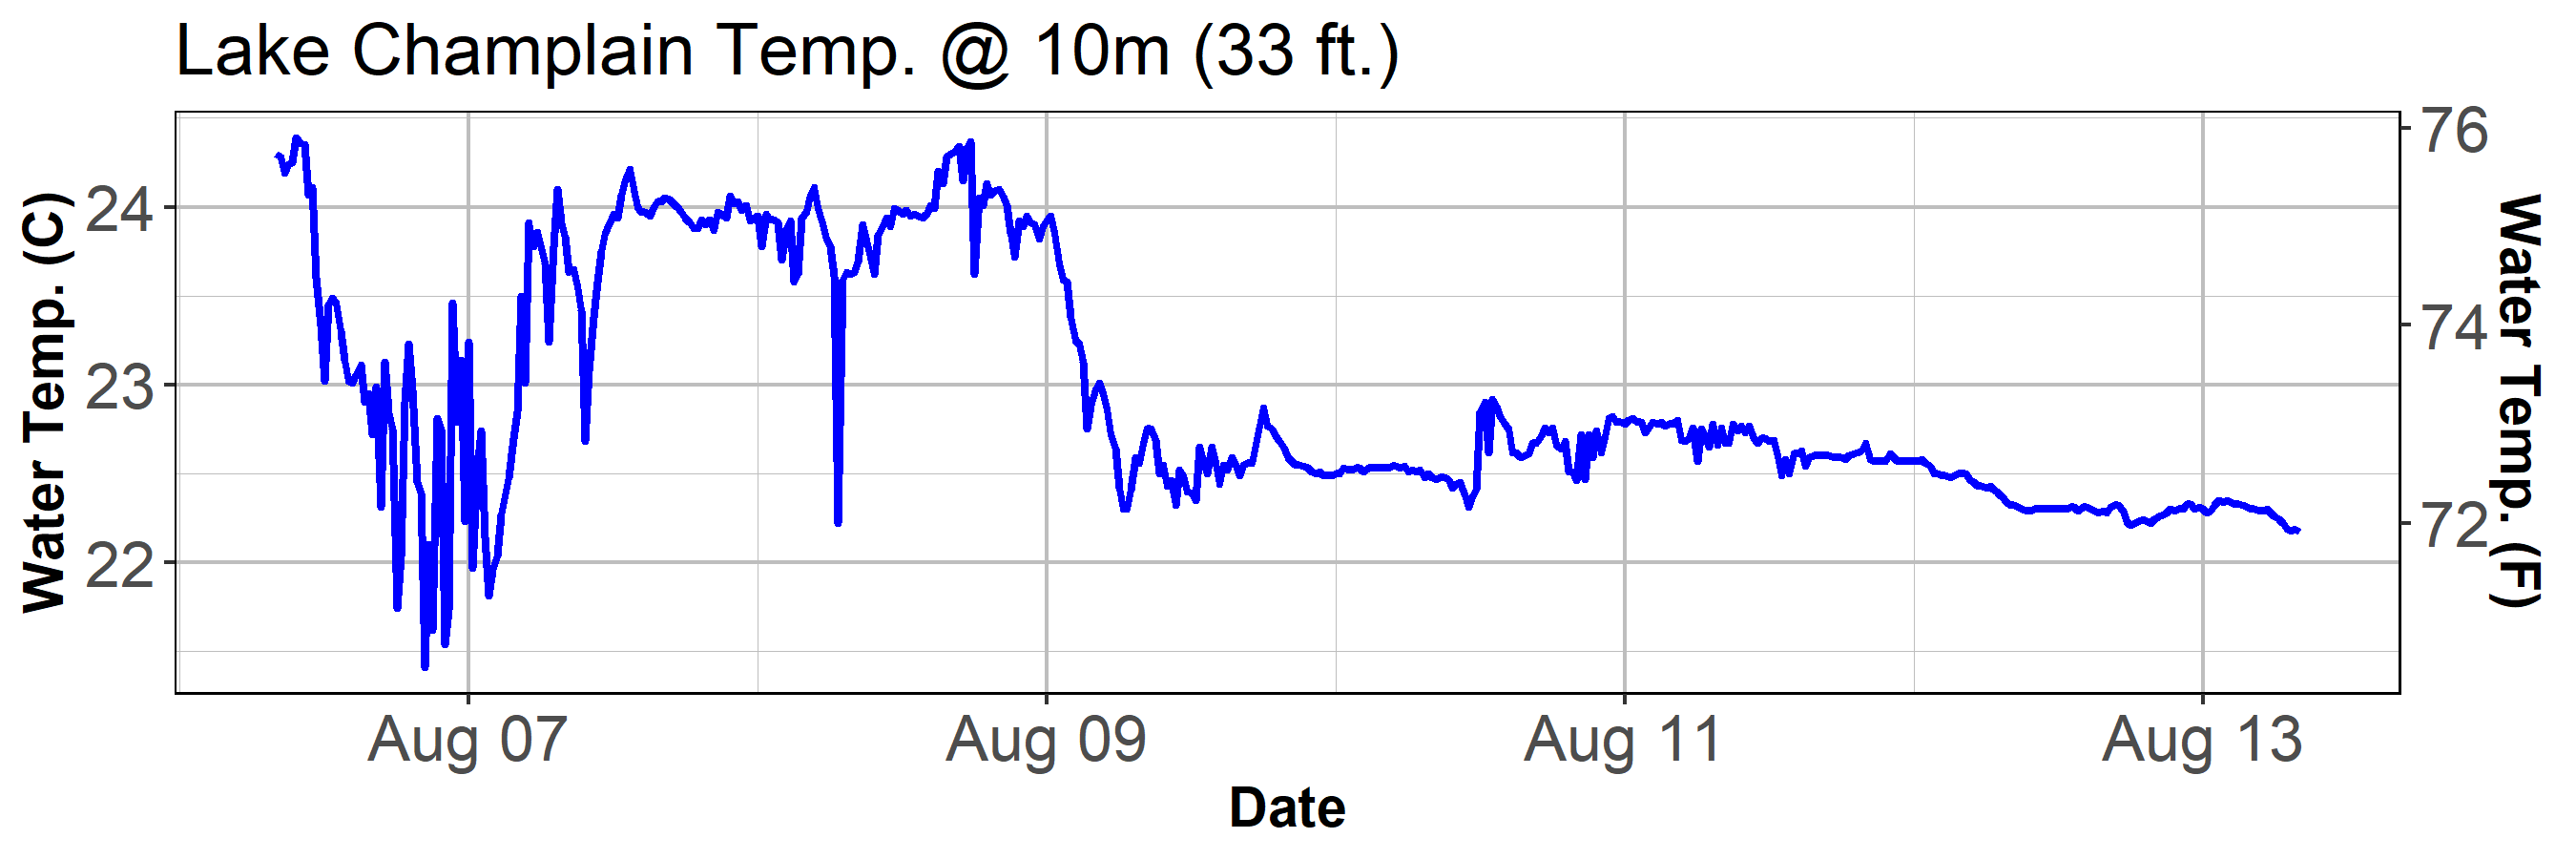 Lake Champlain Temp. @ 10m (33 ft.)
Water Temp. (C)
24
23
22
76
74
72
Water Temp. (F)
Aug 07
Aug 09
Aug 11
Aug 13
Date